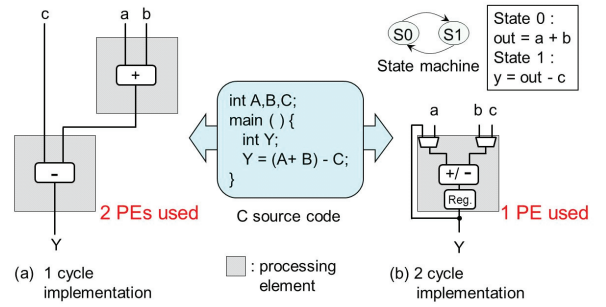 c
a
b
+
-
2 PEs used
Y
(a) 1 cycle
implementation
int A,B,C;
main ( ) {
int Y;
Y = (A+ B) - C;
}
C source code
: processing
element
S0
S1
State machine
State 0 :
out = a + b
State 1 :
y = out - c
a
b c
+/ -
Reg.
1 PE used
Y
(b) 2 cycle
implementation